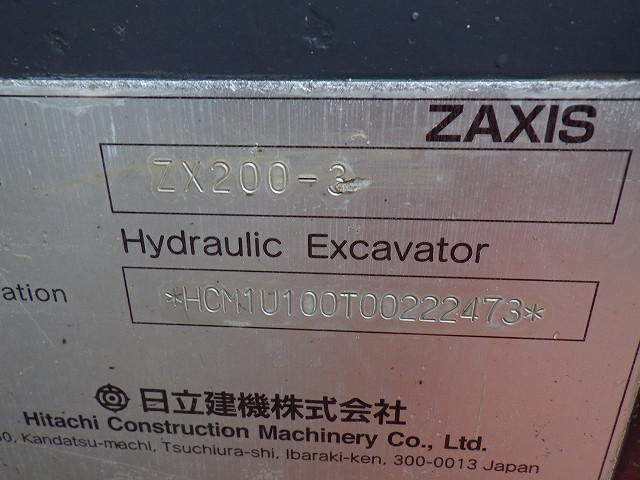 ZAXIS
ZX200-3
Hydraulic Excavator
ation
*HCM1U100T00222473*
日立建機株式会社
Hitachi Construction Machinery Co., Ltd.
0, Kandatsu-machi, Tsuchiura-shi, Ibaraki-ken, 300-0013 Japan